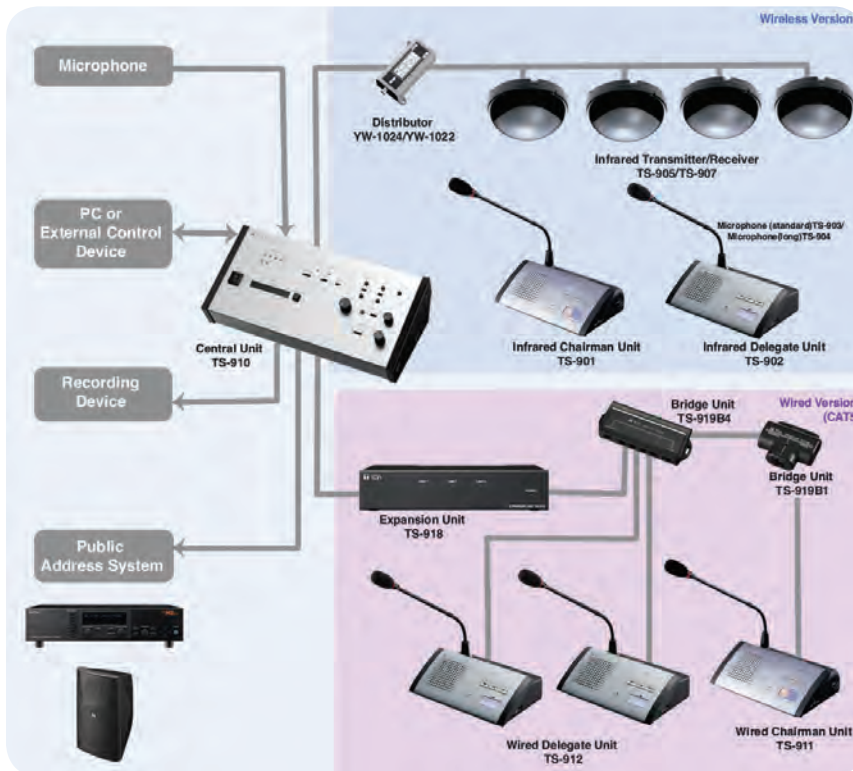 Wireless Version
Microphone
Distributor
YW-1024/YW-1022
Infrared Transmitter/Receiver
TS-905/TS-907
PC or
External Control
Device
Microphone (standard)TS-903/
Microphone(long)TS-904
Central Unit
TS-910
Infrared Chairman Unit
TS-901
Infrared Delegate Unit
TS-902
Recording
Device
Bridge Unit
TS-919B4
Wired Version
(CAT5
Bridge Unit
TS-919B1
Expansion Unit
TS-918
Public
Address System
Wired Delegate Unit
TS-912
Wired Chairman Unit
TS-911